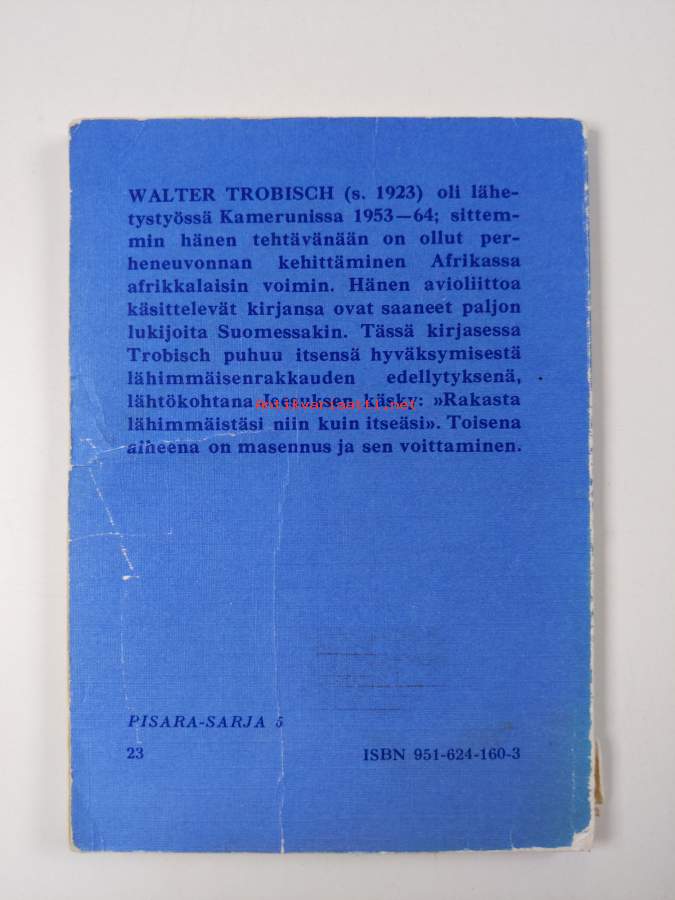 WALTER TROBISCH (s. 1923) oli lähe-
tystyössä Kamerunissa 1953—64; sittem-
min hänen tehtävänään on ollut per-
heneuvonnan kehittäminen Afrikassa
afrikkalaisin voimin. Hänen avioliittoa
käsittelevät kirjansa ovat saaneet paljon
lukijoita Suomessakin. Tässä kirjasessa
Trobisch puhuu itsensä hyväksymisestä
lähimmäisenrakkauden edellytyksenä,
lähtökohtana Jeesuksen käsky: »Rakasta
Antikvariaatti.net
lähimmäistäsi niin kuin itseäsi». Toisena
aiheena on masennus ja sen voittaminen.
PISARA-SARJA 5
23 ISBN 951-624-160-3